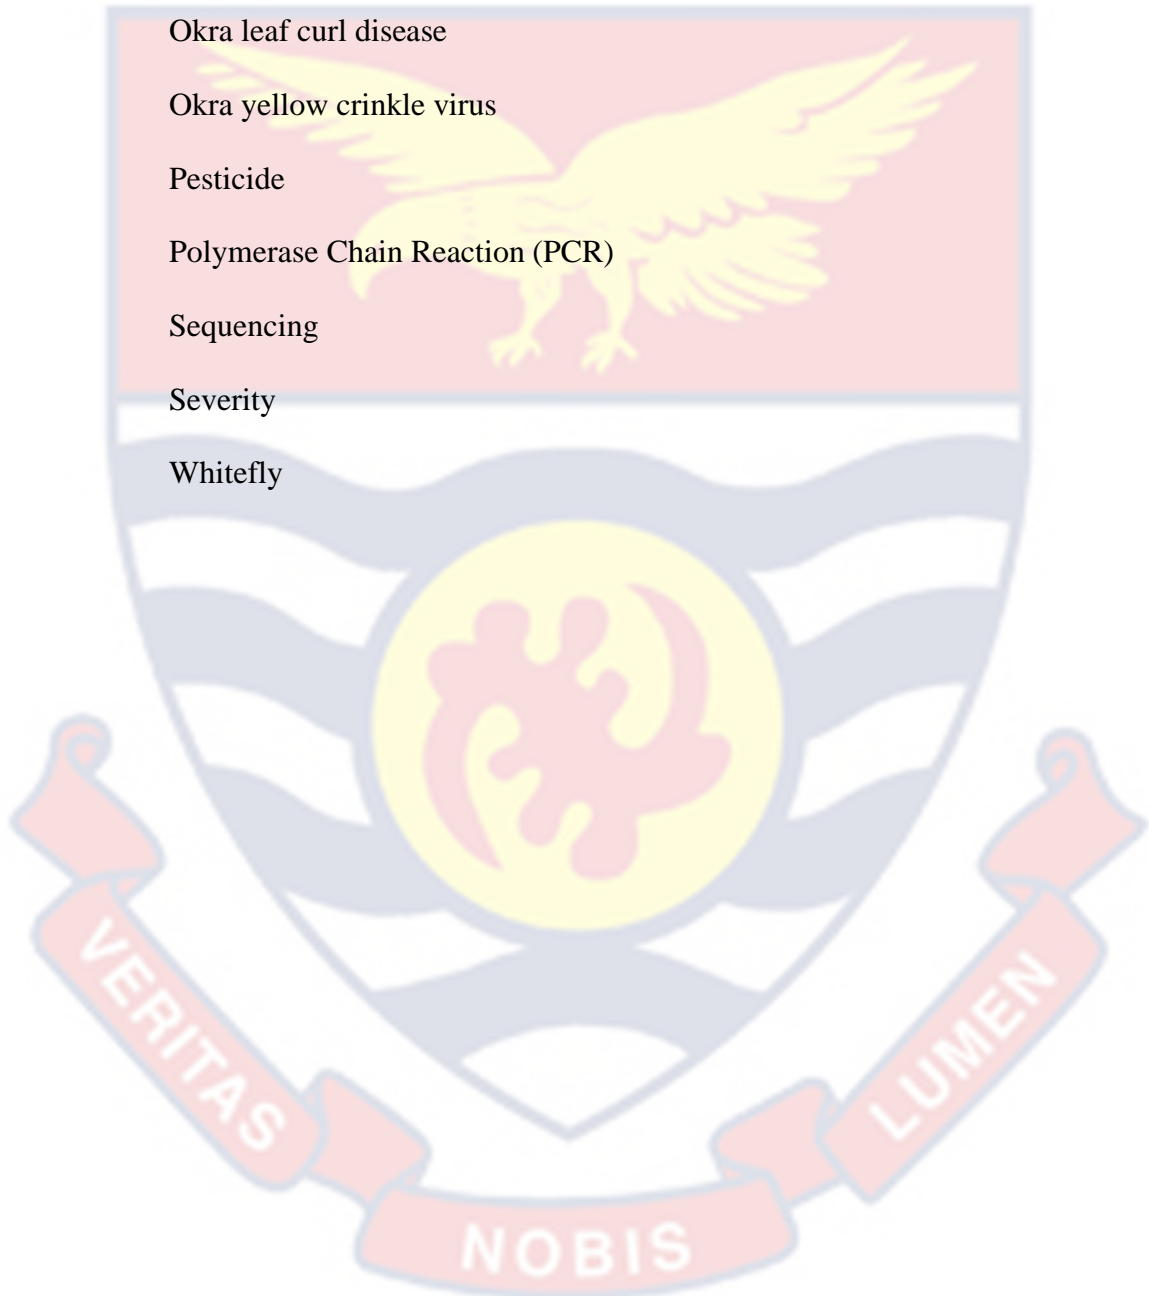 Okra leaf curl disease
Okra yellow crinkle virus
Pesticide
Polymerase Chain Reaction (PCR)
Sequencing
Severity
Whitefly
VERITAS
NOBIS
LUMEN